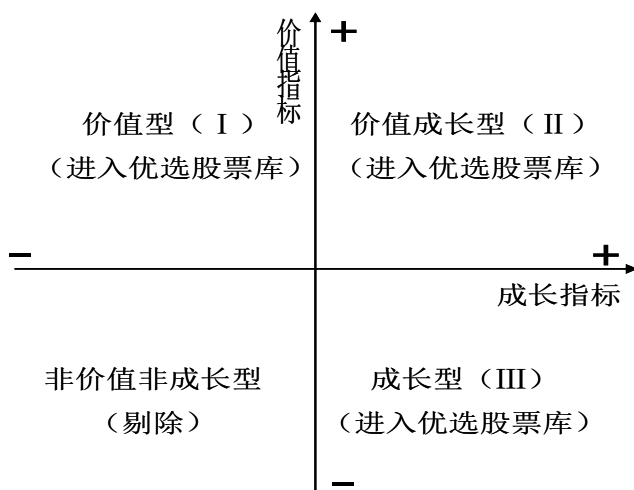 价值指标
+
价值型（Ⅰ）
（进入优选股票库）
价值成长型（Ⅱ）
（进入优选股票库）
−
+
成长指标
非价值非成长型
（剔除）
成长型（Ⅲ）
（进入优选股票库）
−